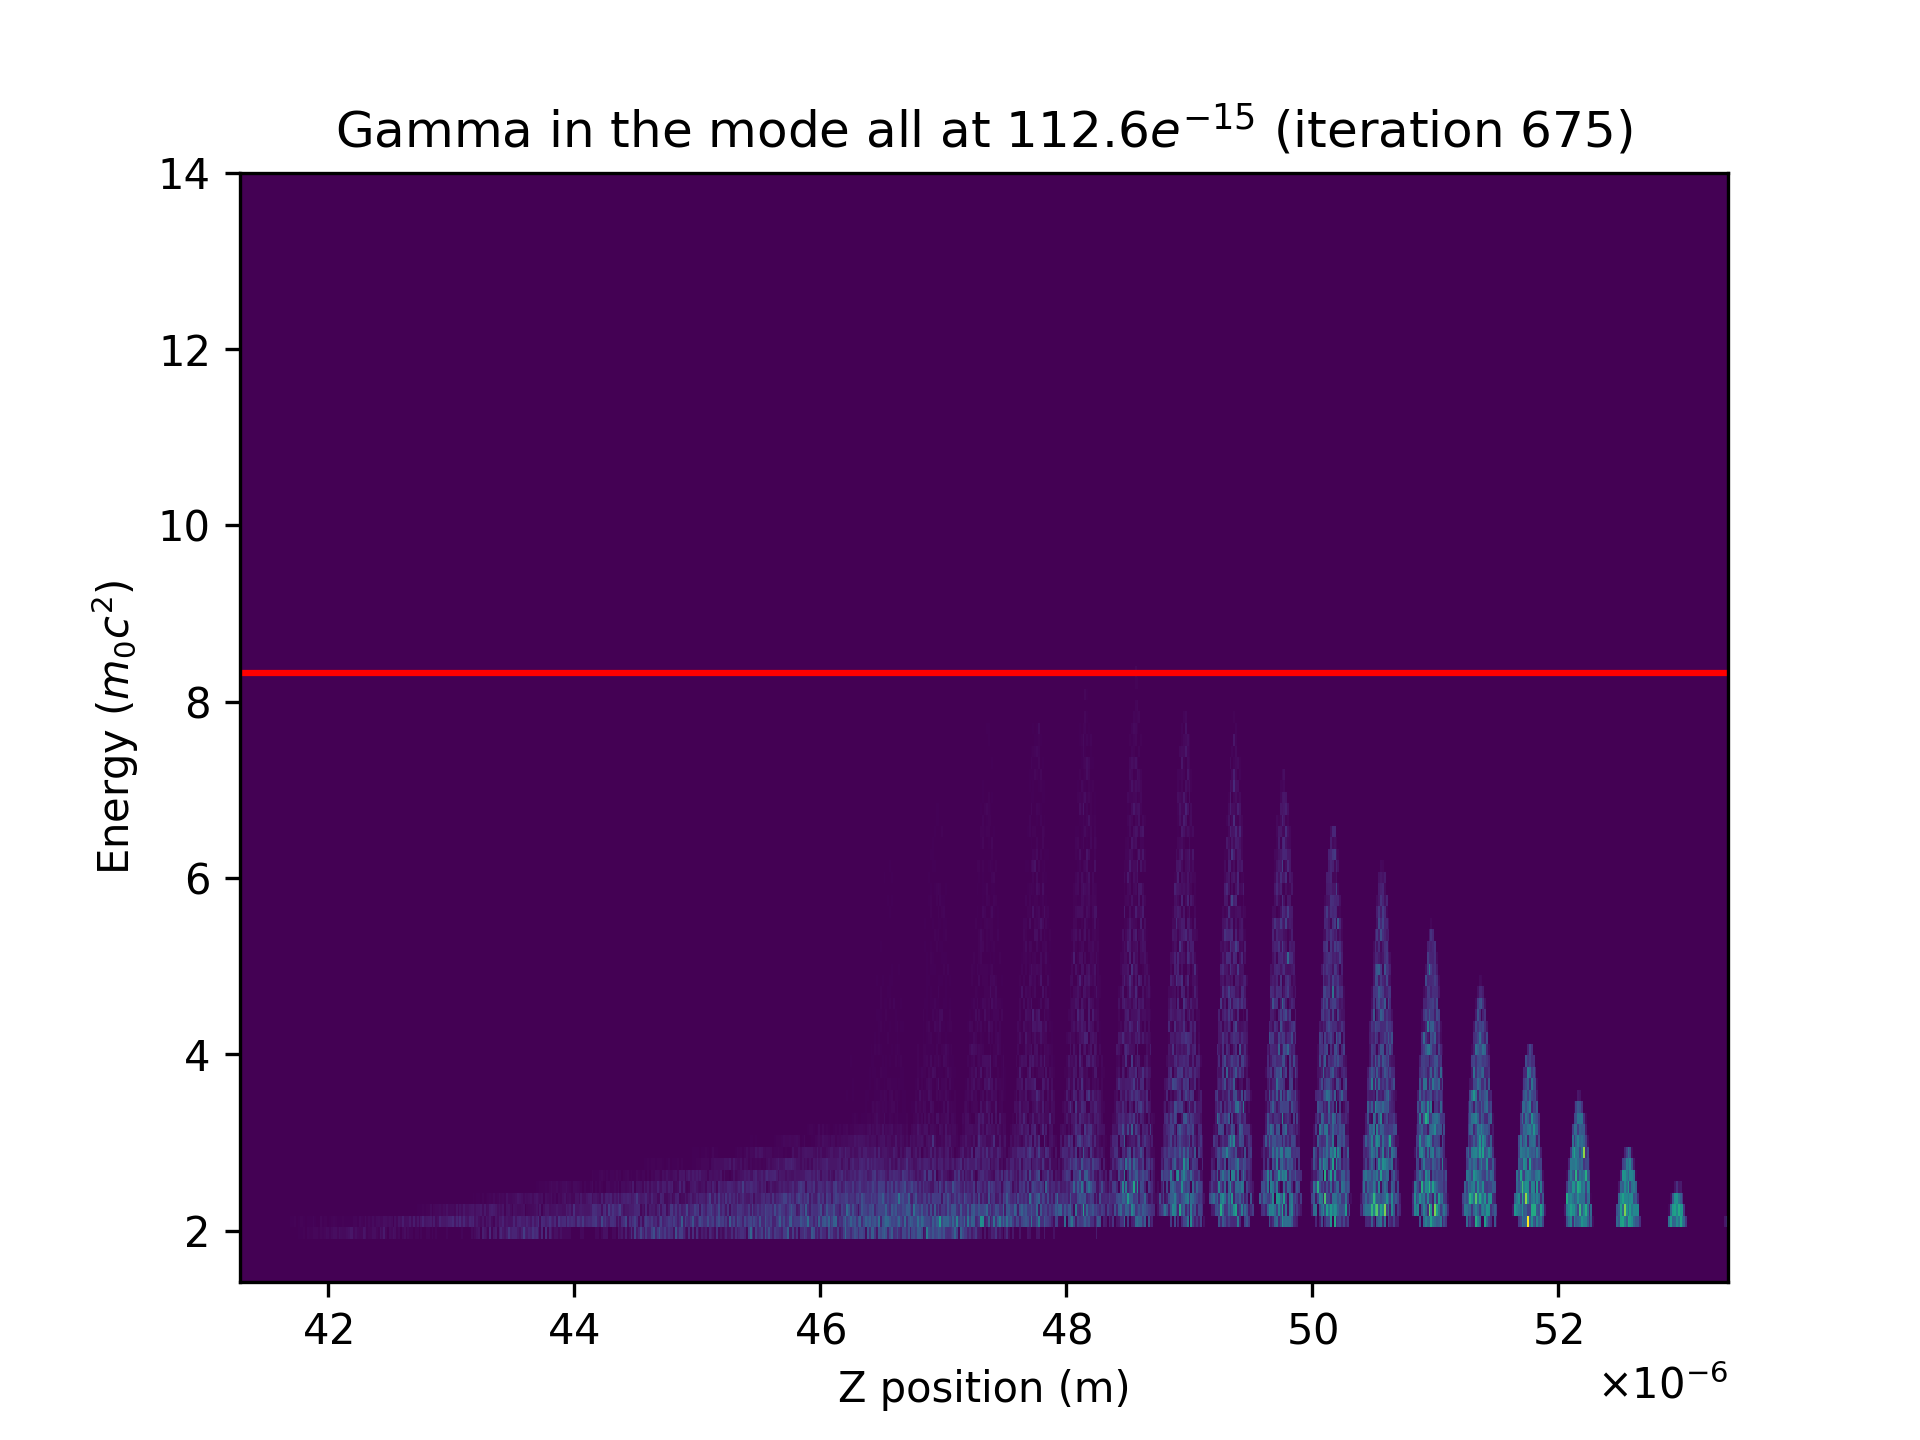 Gamma in the mode all at 112.6e⁻¹⁵ (iteration 675)
14
12
10
8
6
4
2
Energy (m₀c²)
42 44 46 48 50 52
×10⁻⁶
Z position (m)